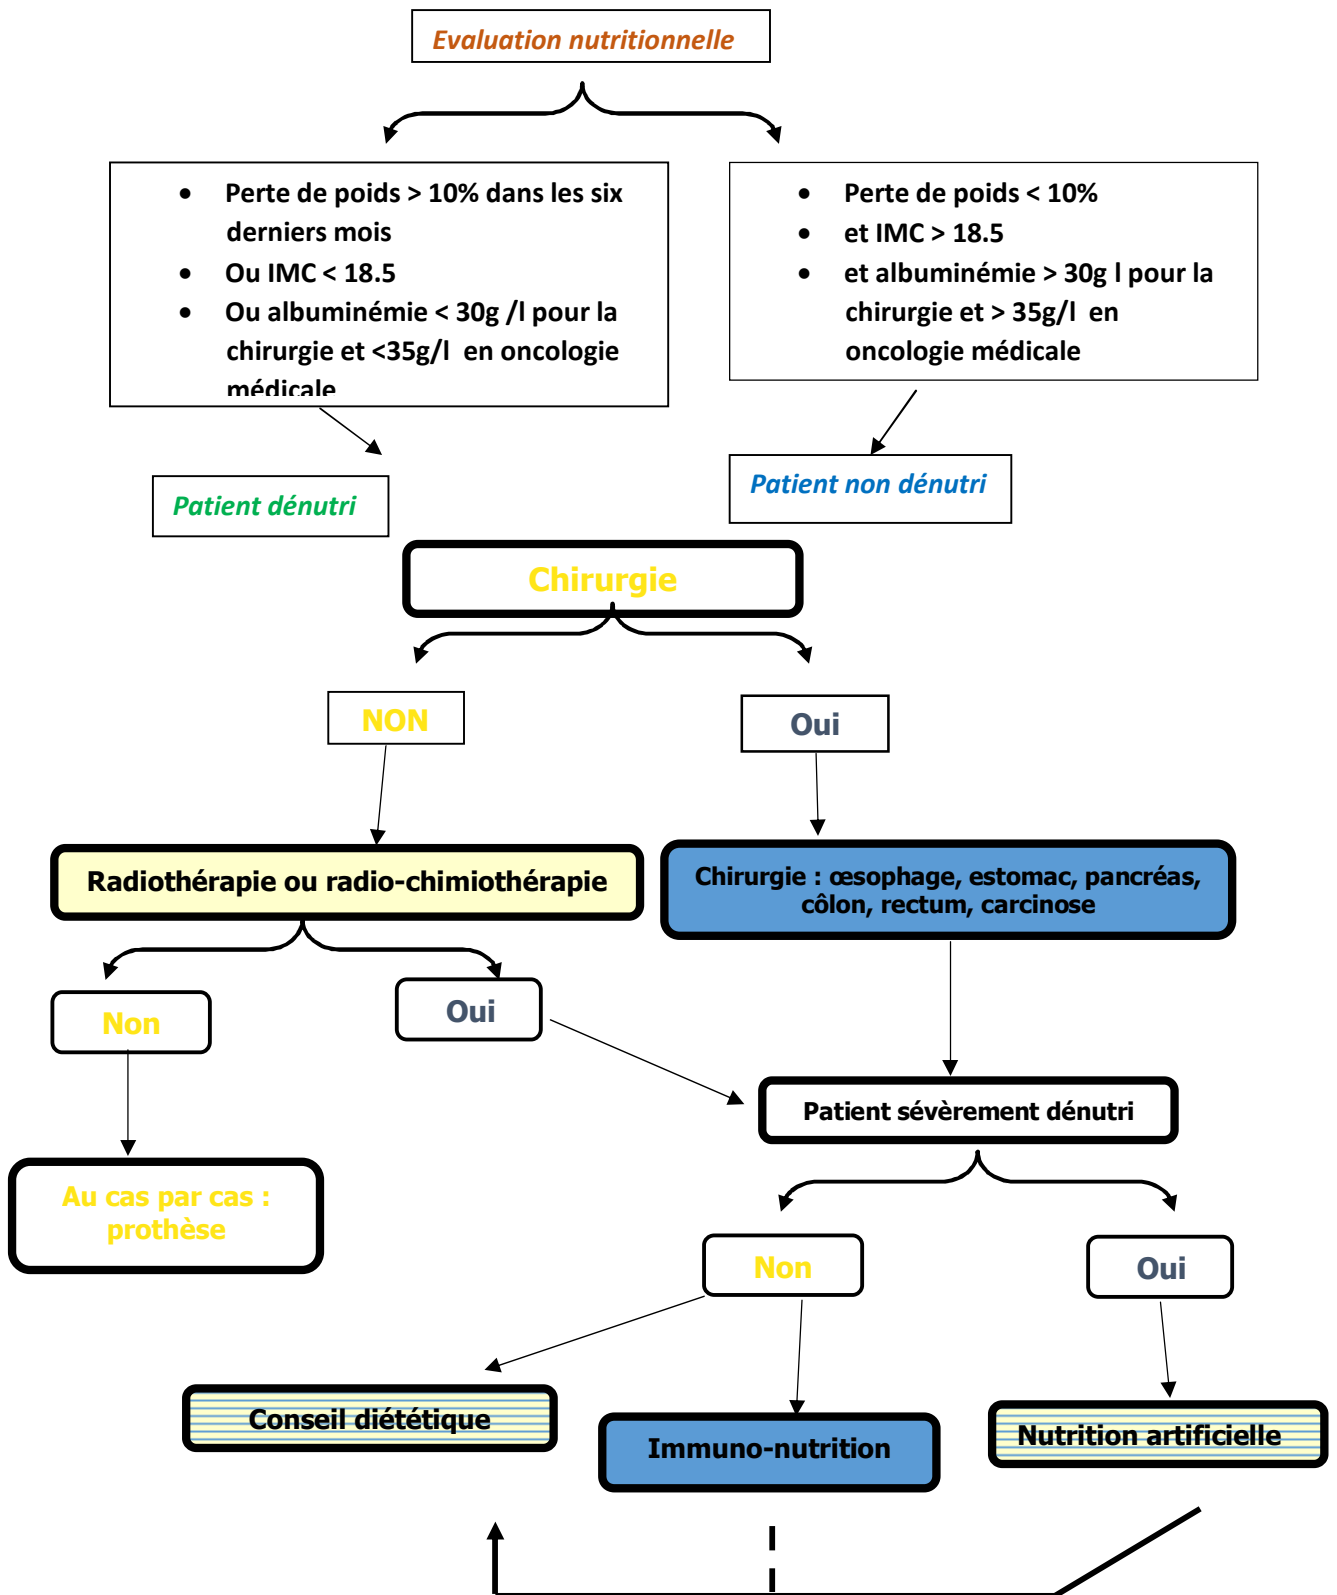 Evaluation nutritionnelle
• Perte de poids > 10% dans les six
derniers mois
• Ou IMC < 18.5
• Ou albuminémie < 30g /l pour la
chirurgie et <35g/l en oncologie
médicale
• Perte de poids < 10%
• et IMC > 18.5
• et albuminémie > 30g l pour la
chirurgie et > 35g/l en
oncologie médicale
Patient dénutri
Patient non dénutri
Chirurgie
NON
Oui
Radiothérapie ou radio-chimiothérapie
Chirurgie : œsophage, estomac, pancréas,
côlon, rectum, carcinose
Non
Oui
Patient sévèrement dénutri
Au cas par cas :
prothèse
Non
Oui
Conseil diététique
Immuno-nutrition
Nutrition artificielle